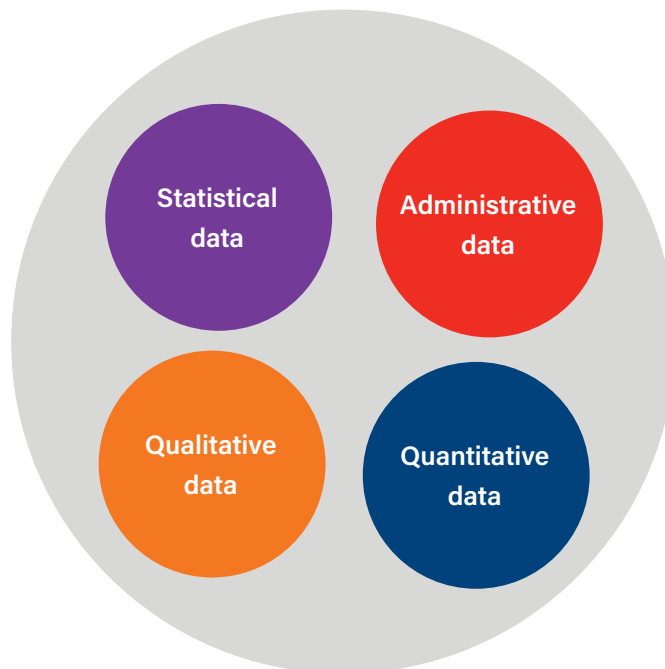 Statistical
data
Administrative
data
Qualitative
data
Quantitative
data